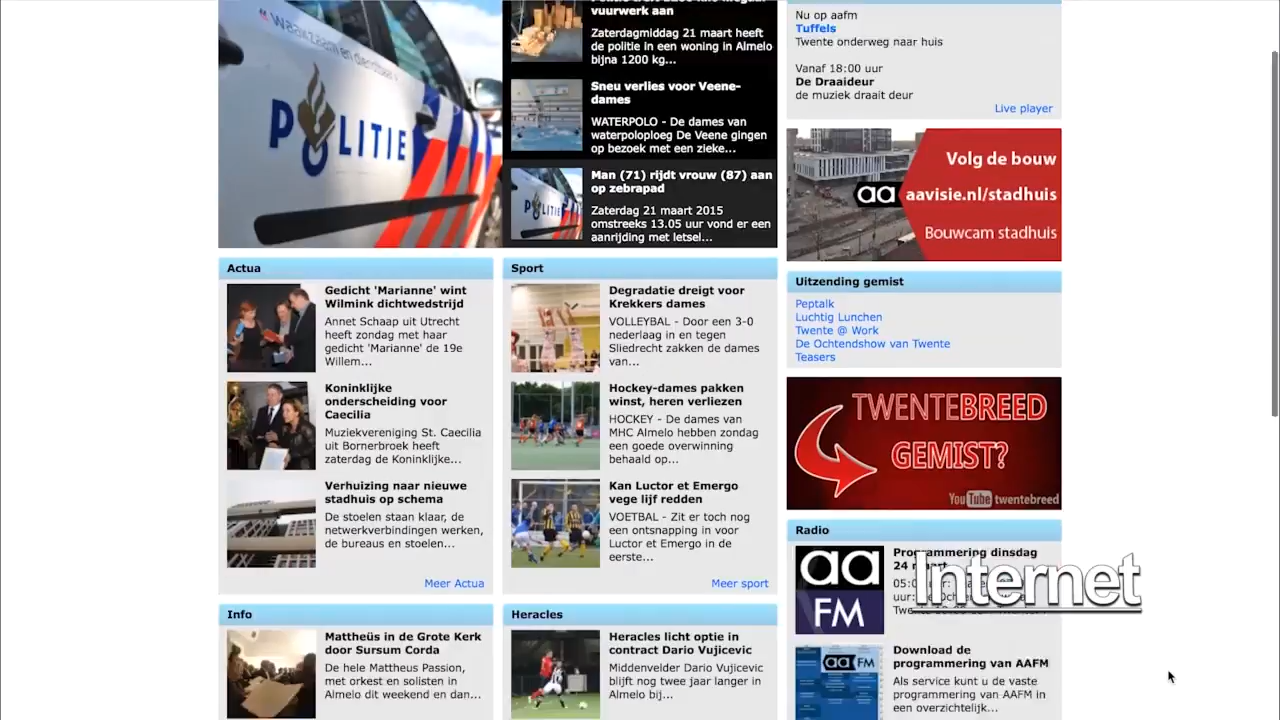 POLITIE
vuurwerk aan
Zaterdagmiddag 21 maart heeft
de politie in een woning in Almelo
bijna 1200 kg...
Sneu verlies voor Veene-
dames
WATERPOLO - De dames van
waterpoloploeg De Veene gingen
op bezoek met een zieke...
Man (71) rijdt vrouw (87) aan
op zebrapad
POLITIE
Zaterdag 21 maart 2015
omstreeks 13.05 uur vond er een
aanrijding met letsel...
Nu op aafm
Tuffels
Twente onderweg naar huis
Vanaf 18:00 uur
De Draaideur
de muziek draait deur
Live player
Volg de bouw
aa aavisie.nl/stadhuis
Bouwcam stadhuis
Actua
Gedicht 'Marianne' wint
Wilmink dichtwedstrijd
Annet Schaap uit Utrecht
heeft zondag met haar
gedicht 'Marianne' de 19e
Willem...
Koninklijke
onderscheiding voor
Caecilia
Muziekvereniging St. Caecilia
uit Bornerbroek heeft
zaterdag de Koninklijke...
Verhuizing naar nieuwe
stadhuis op schema
De stoelen staan klaar, de
netwerkverbindingen werken,
de bureaus en stoelen...
Meer Actua
Sport
Degradatie dreigt voor
Krekkers dames
VOLLEYBAL - Door een 3-0
nederlaag in en tegen
Sliedrecht zakken de dames
van...
Hockey-dames pakken
winst, heren verliezen
HOCKEY - De dames van
MHC Almelo hebben zondag
een goede overwinning
behaald op...
Kan Luctor et Emergo
vege lijf redden
VOETBAL - Zit er toch nog
een ontsnapping in voor
Luctor et Emergo in de
eerste...
Meer sport
Uitzending gemist
Peptalk
Luchtig Lunchen
Twente @ Work
De Ochtendshow van Twente
Teasers
TWENTEBREED
GEMIST?
YouTube twentebreed
Radio
aa
FM
Programmering dinsdag
24
Internet
aa FM
Download de
programmering van AAFM
Als service kunt u de vaste
programmering van AAFM in
een overzichtelijk...
Info
Mattheüs in de Grote Kerk
door Sursum Corda
De hele Mattheus Passion,
met orkest en solisten in
Almelo dit weekend en dan...
Heracles
Heracles licht optie in
contract Dario Vujicevic
Middenvelder Dario Vujicevic
blijft nog twee jaar langer in
Almelo bij...